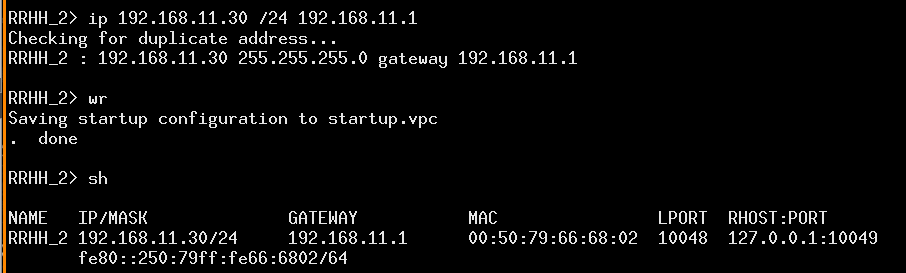 RRHH_2> ip 192.168.11.30 /24 192.168.11.1
Checking for duplicate address...
RRHH_2 : 192.168.11.30 255.255.255.0 gateway 192.168.11.1
RRHH_2> wr
Saving startup configuration to startup.vpc
.  done
RRHH_2> sh
NAME   IP/MASK              GATEWAY           MAC                LPORT  RHOST:PORT
RRHH_2 192.168.11.30/24     192.168.11.1      00:50:79:66:68:02  10048  127.0.0.1:10049
       fe80::250:79ff:fe66:6802/64